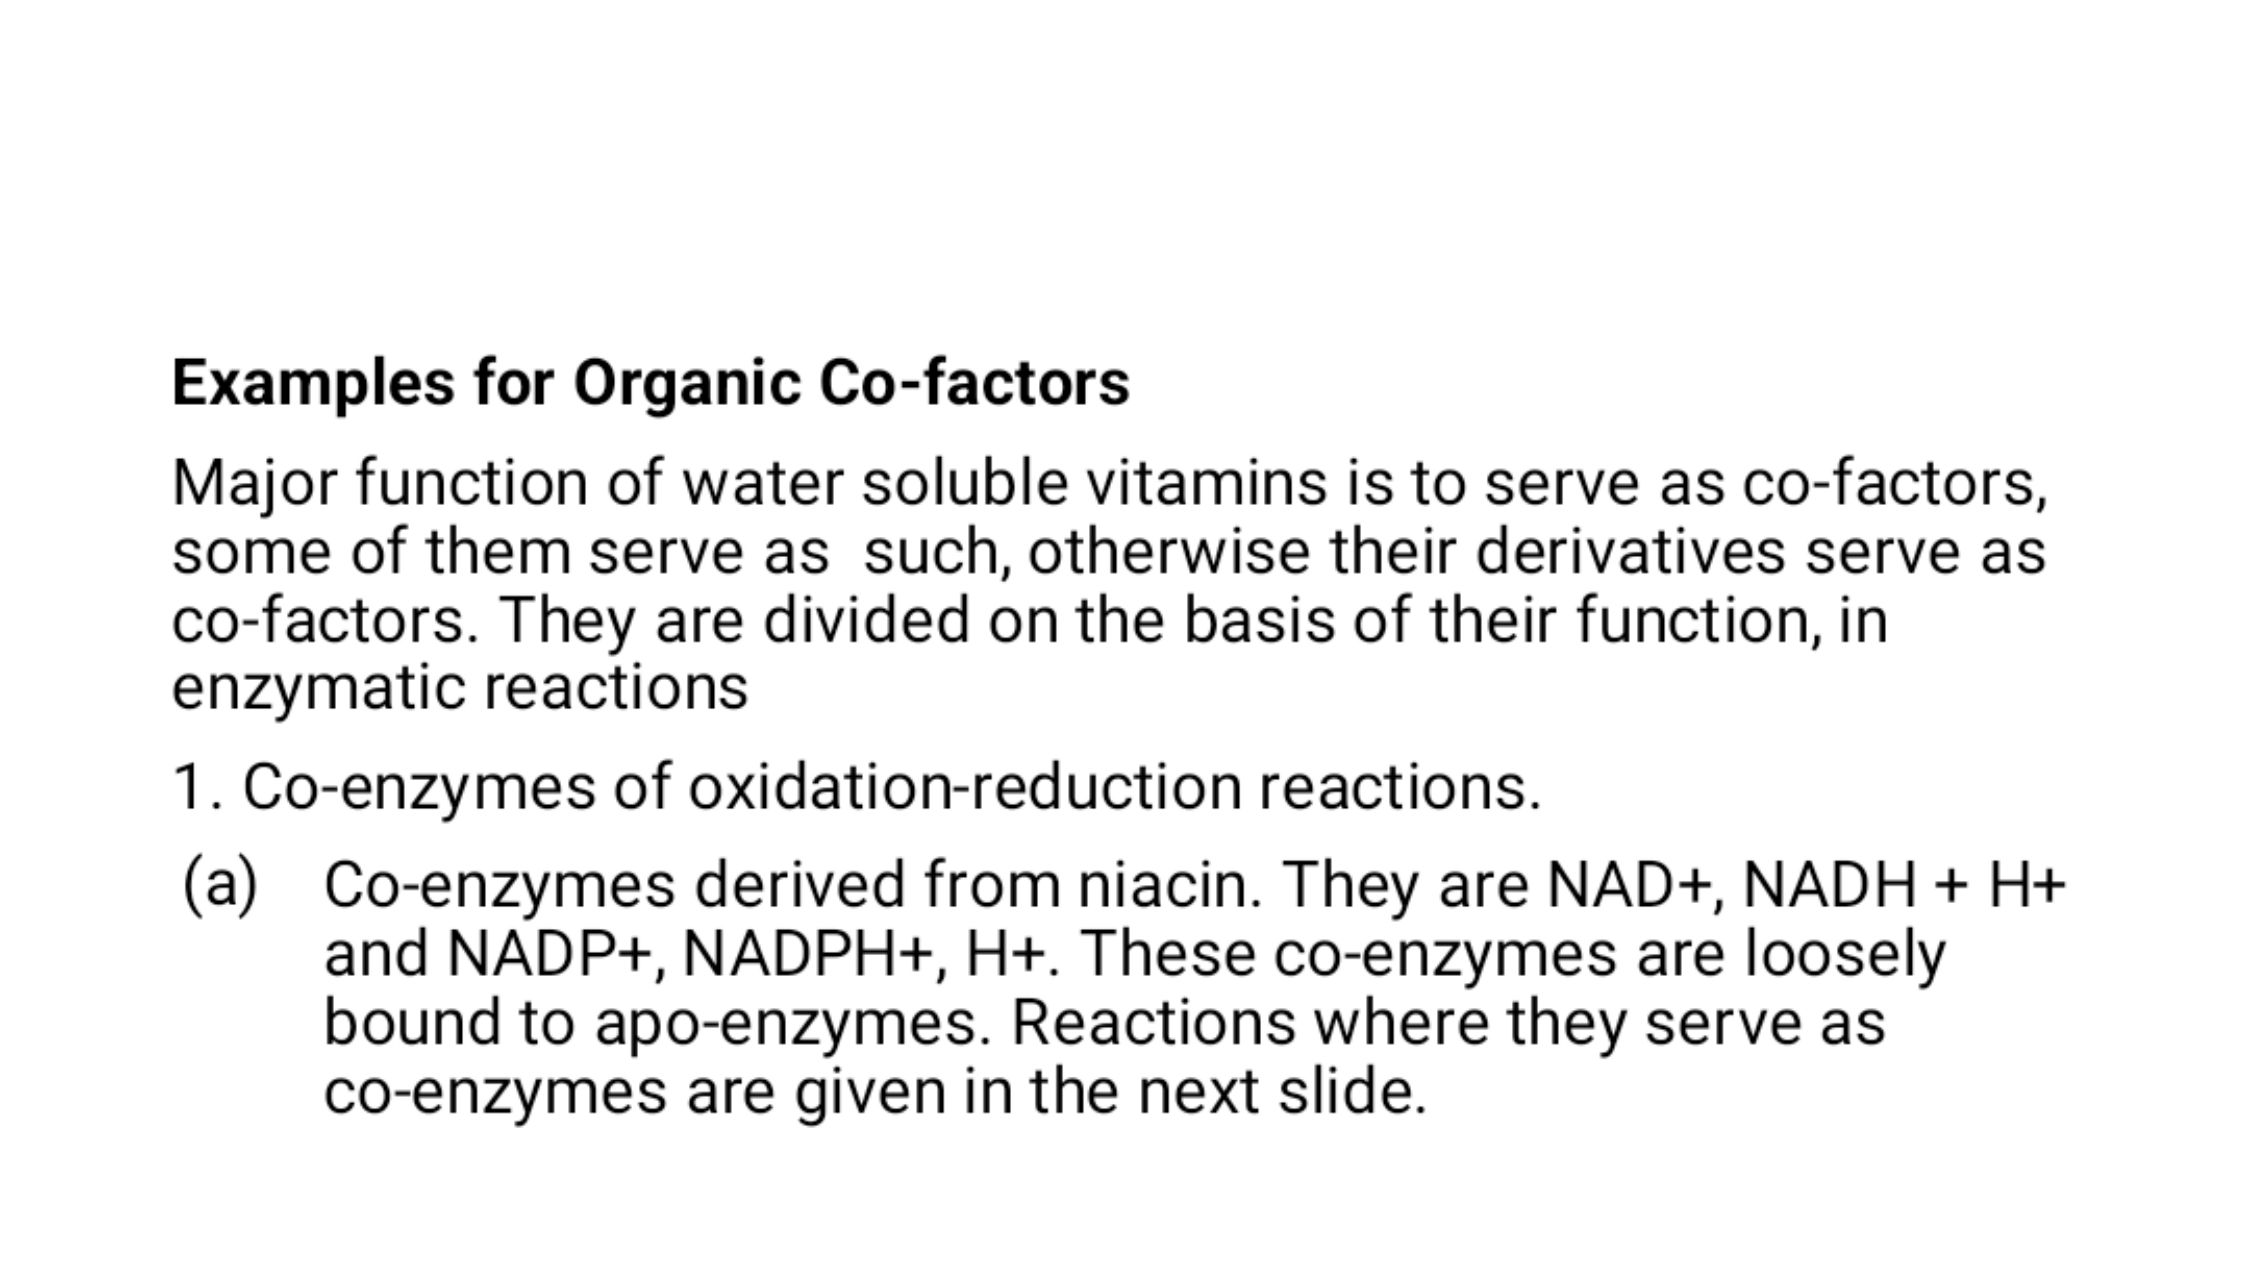 Examples for Organic Co-factors
Major function of water soluble vitamins is to serve as co-factors,
some of them serve as  such, otherwise their derivatives serve as
co-factors. They are divided on the basis of their function, in
enzymatic reactions
1. Co-enzymes of oxidation-reduction reactions.
(a) Co-enzymes derived from niacin. They are NAD+, NADH + H+
and NADP+, NADPH+, H+. These co-enzymes are loosely
bound to apo-enzymes. Reactions where they serve as
co-enzymes are given in the next slide.